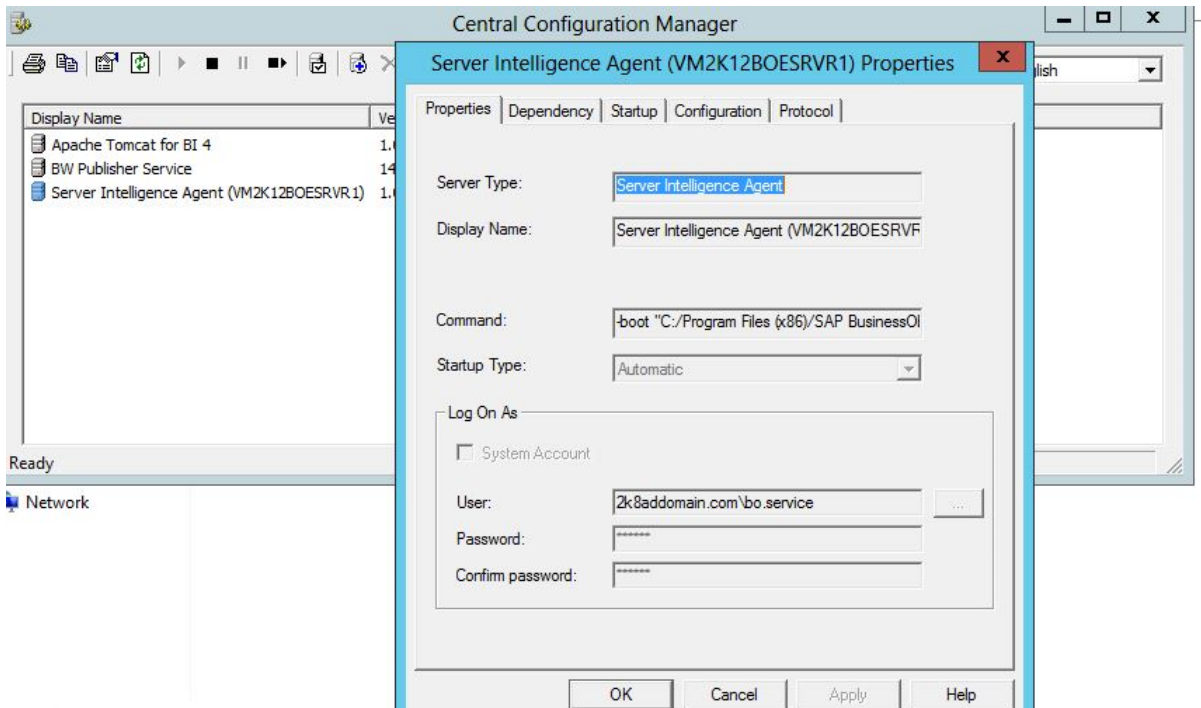 Central Configuration Manager
Server Intelligence Agent (VM2K12BOESRVR1) Properties
x
x
lish
Display Name
Ve
Apache Tomcat for BI 4
1.
BW Publisher Service
14
Server Intelligence Agent (VM2K12BOESRVR1)
1.
Ready
Network
Properties
Dependency
Startup
Configuration
Protocol
Server Type:
Server Intelligence Agent
Display Name:
Server Intelligence Agent (VM2K12BOESRVF
Command:
-boot "C:/Program Files (x86)/SAP BusinessOl
Startup Type:
Automatic
Log On As
System Account
User:
2k8addomain.com\bo.service
...
Password:
******
Confirm password:
******
OK
Cancel
Apply
Help